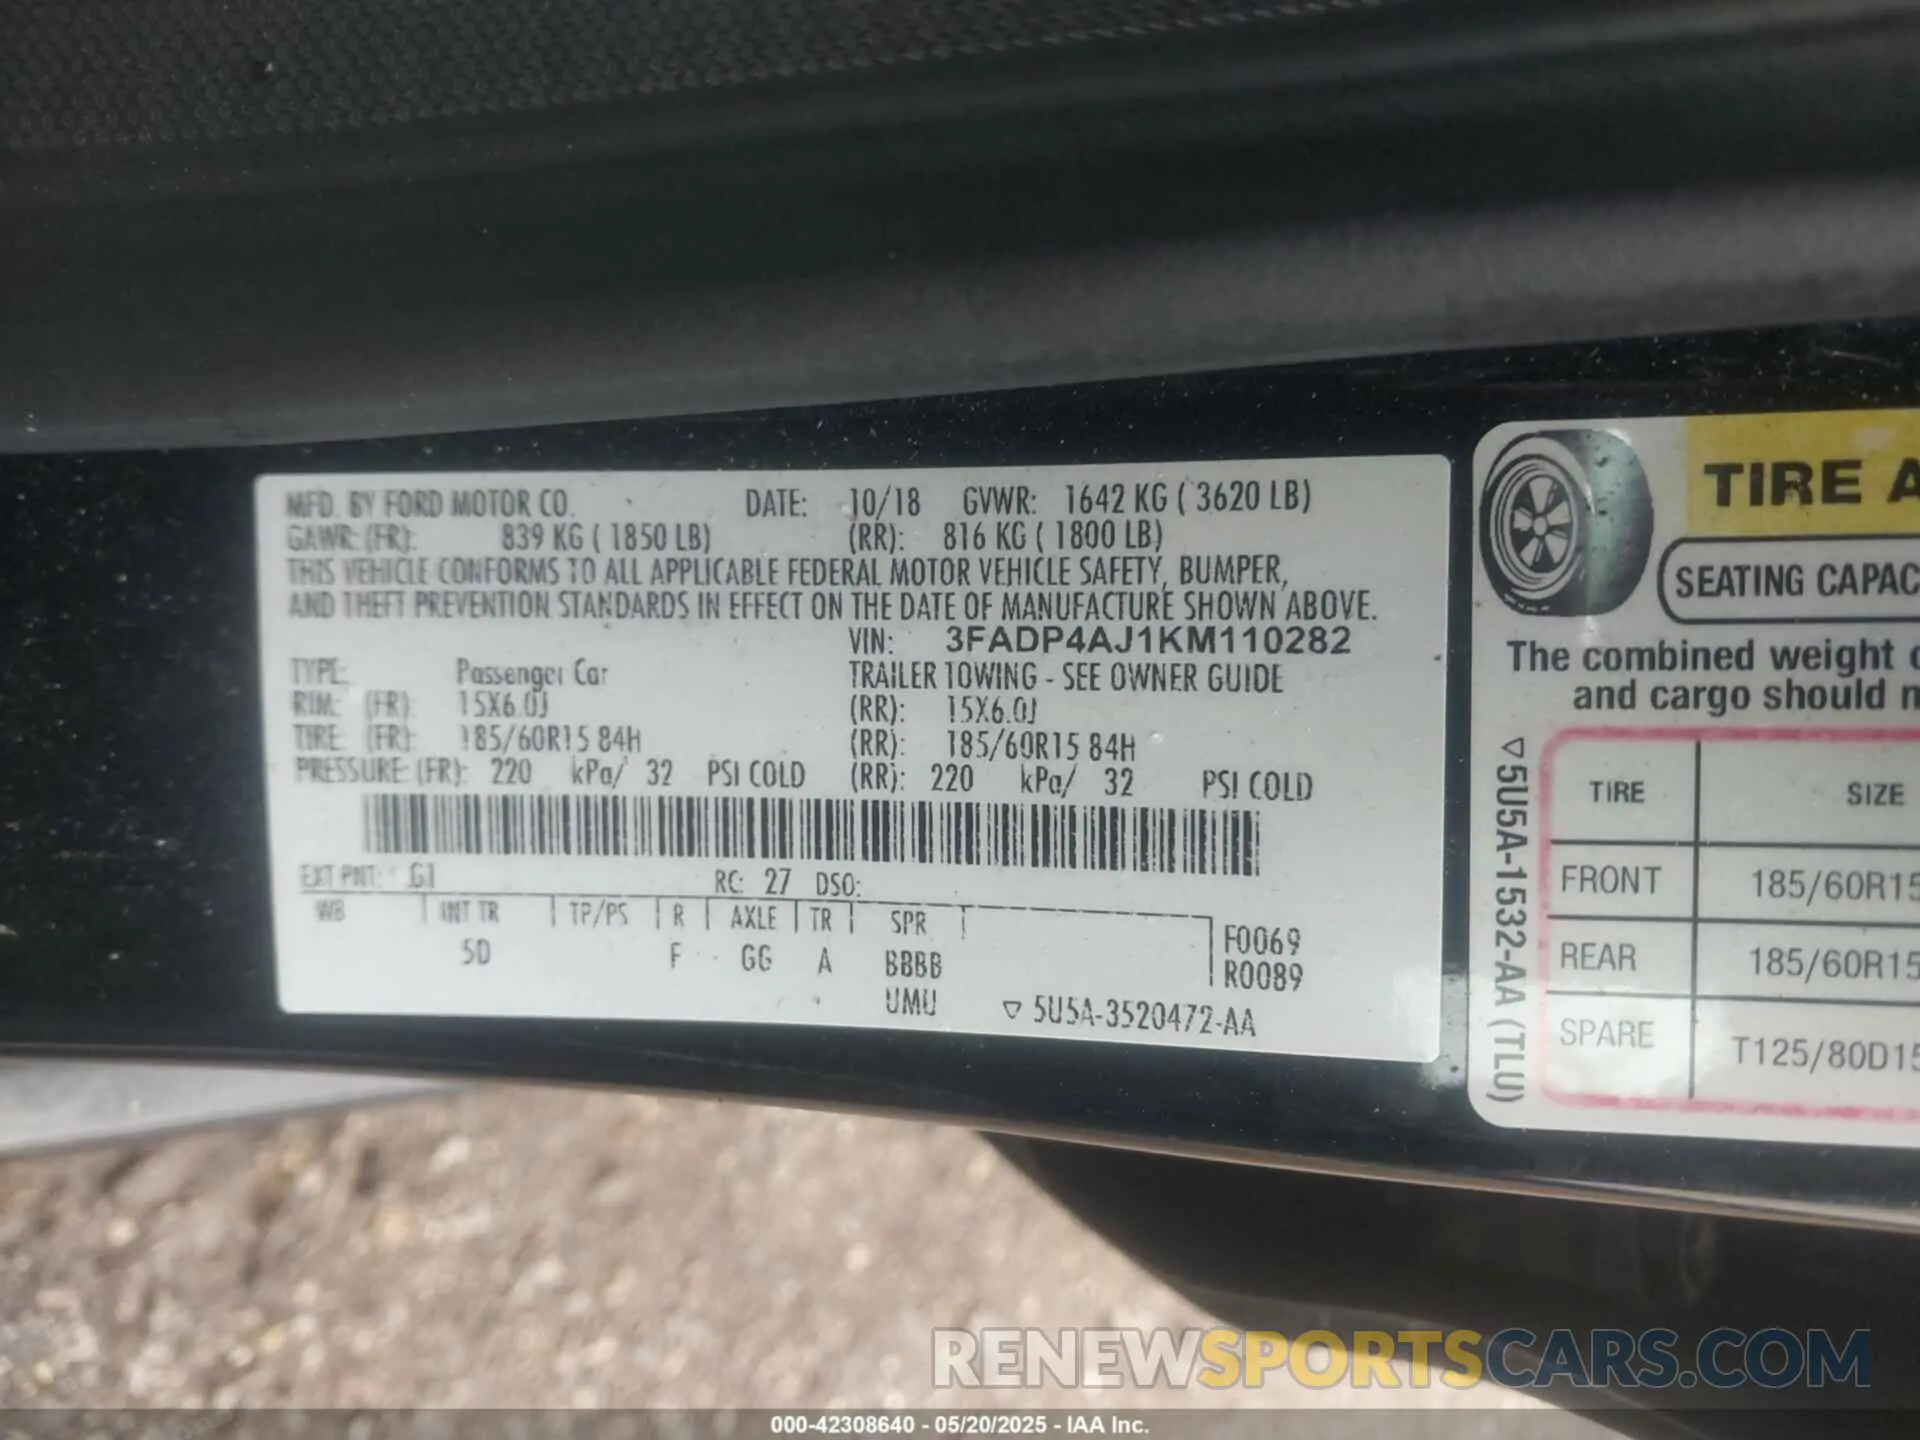 MFD. BY FORD MOTOR CO. DATE: 10/18 GVWR: 1642 KG ( 3620 LB)
GAWR: (FR): 839 KG ( 1850 LB) (RR): 816 KG ( 1800 LB)
THIS VEHICLE CONFORMS TO ALL APPLICABLE FEDERAL MOTOR VEHICLE SAFETY, BUMPER,
AND THEFT PREVENTION STANDARDS IN EFFECT ON THE DATE OF MANUFACTURE SHOWN ABOVE.
VIN: 3FADP4AJ1KM110282
TYPE: Passenger Car TRAILER TOWING - SEE OWNER GUIDE
RIM: (FR) 15X6.0J (RR): 15X6.0J
TIRE (FR) 185/60R15 84H (RR): 185/60R15 84H
PRESSURE (FR): 220 kPa/ 32 PSI COLD (RR): 220 kPa/ 32 PSI COLD
EXT PNT: G1 RC: 27 DSO:
WB INT TR TP/PS R AXLE TR SPR
5D F GG A BBBB
UMU
F0069
R0089
▽ 5U5A-3520472-AA
TIRE A
SEATING CAPAC
The combined weight
and cargo should
▽5U5A-1532-AA (TLU)
TIRE SIZE
FRONT 185/60R15
REAR 185/60R15
SPARE T125/80D15
RENEWSPORTSCARS.COM
000-42308640 - 05/20/2025 - IAA Inc.